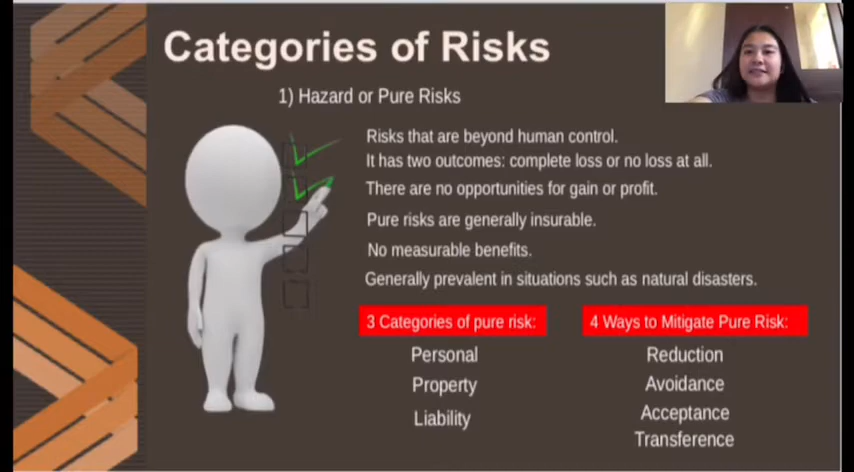 Categories of Risks
1) Hazard or Pure Risks
Risks that are beyond human control.
It has two outcomes: complete loss or no loss at all.
There are no opportunities for gain or profit.
Pure risks are generally insurable.
No measurable benefits.
Generally prevalent in situations such as natural disasters.
3 Categories of pure risk:
Personal
Property
Liability
4 Ways to Mitigate Pure Risk:
Reduction
Avoidance
Acceptance
Transference